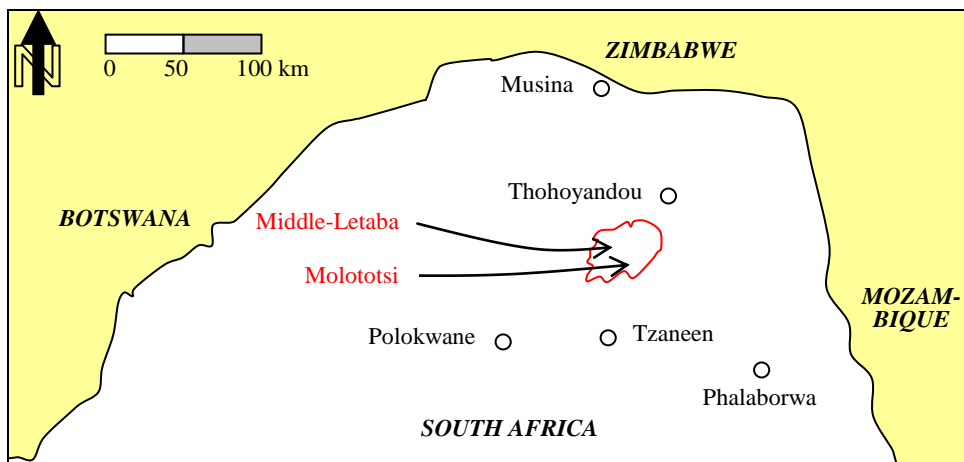 ZIMBABWE
N
0 50 100 km
Musina
Thohoyandou
BOTSWANA
Middle-Letaba
Molototsi
MOZAM-
BIQUE
Polokwane
Tzaneen
Phalaborwa
SOUTH AFRICA